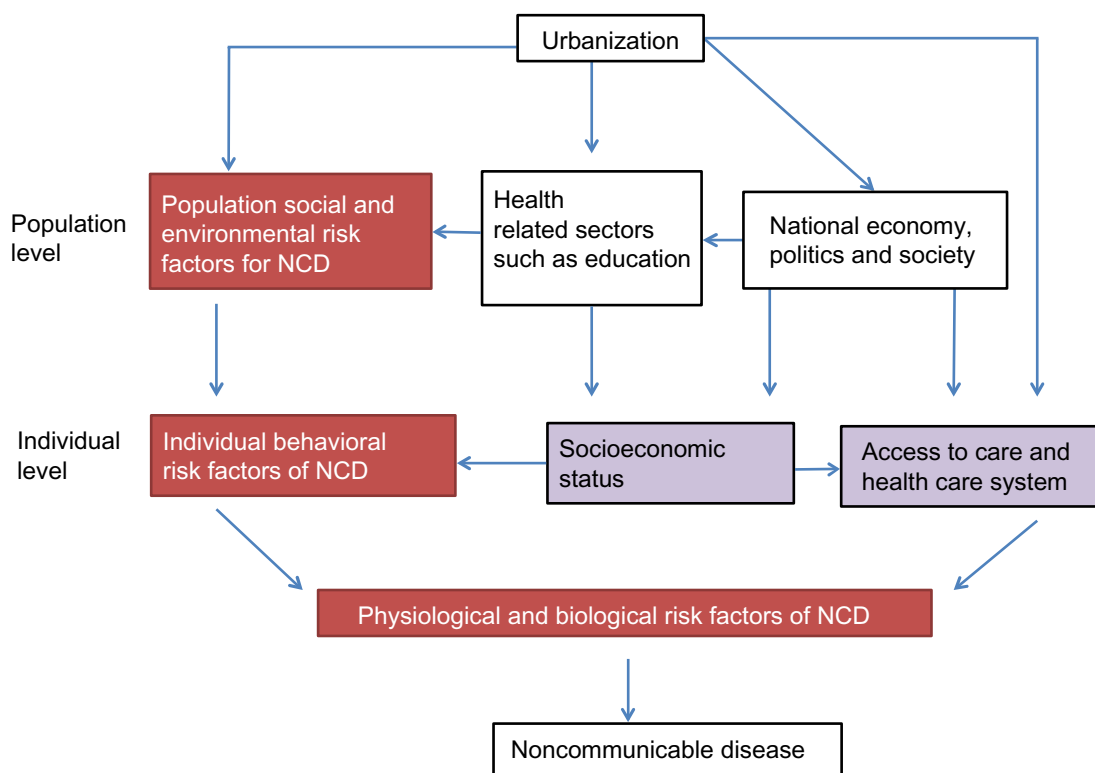 Urbanization
Population
level
Population social and
environmental risk
factors for NCD
Health
related sectors
such as education
National economy,
politics and society
Individual
level
Individual behavioral
risk factors of NCD
Socioeconomic
status
Access to care and
health care system
Physiological and biological risk factors of NCD
Noncommunicable disease